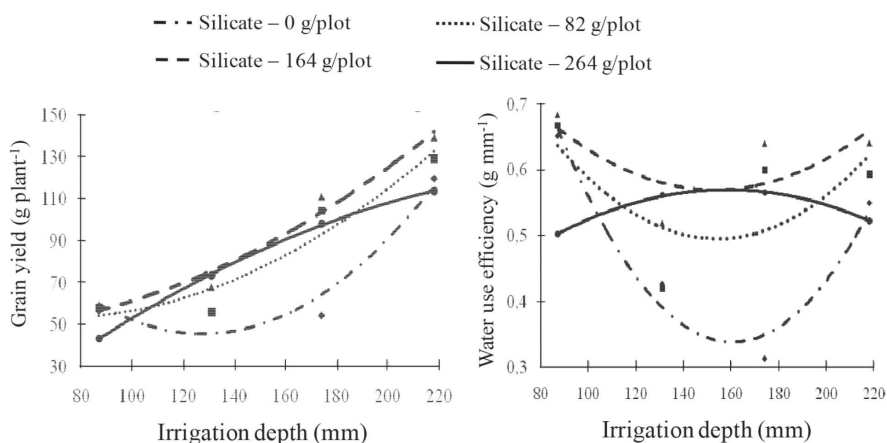 Silicate – 0 g/plot
Silicate – 82 g/plot
Silicate – 164 g/plot
Silicate – 264 g/plot
Grain yield (g plant⁻¹)
150
130
110
90
70
50
30
80 100 120 140 160 180 200 220
Irrigation depth (mm)
Water use efficiency (g mm⁻¹)
0,7
0.6
0.5
0.4
0.3
80 100 120 140 160 180 200 220
Irrigation depth (mm)